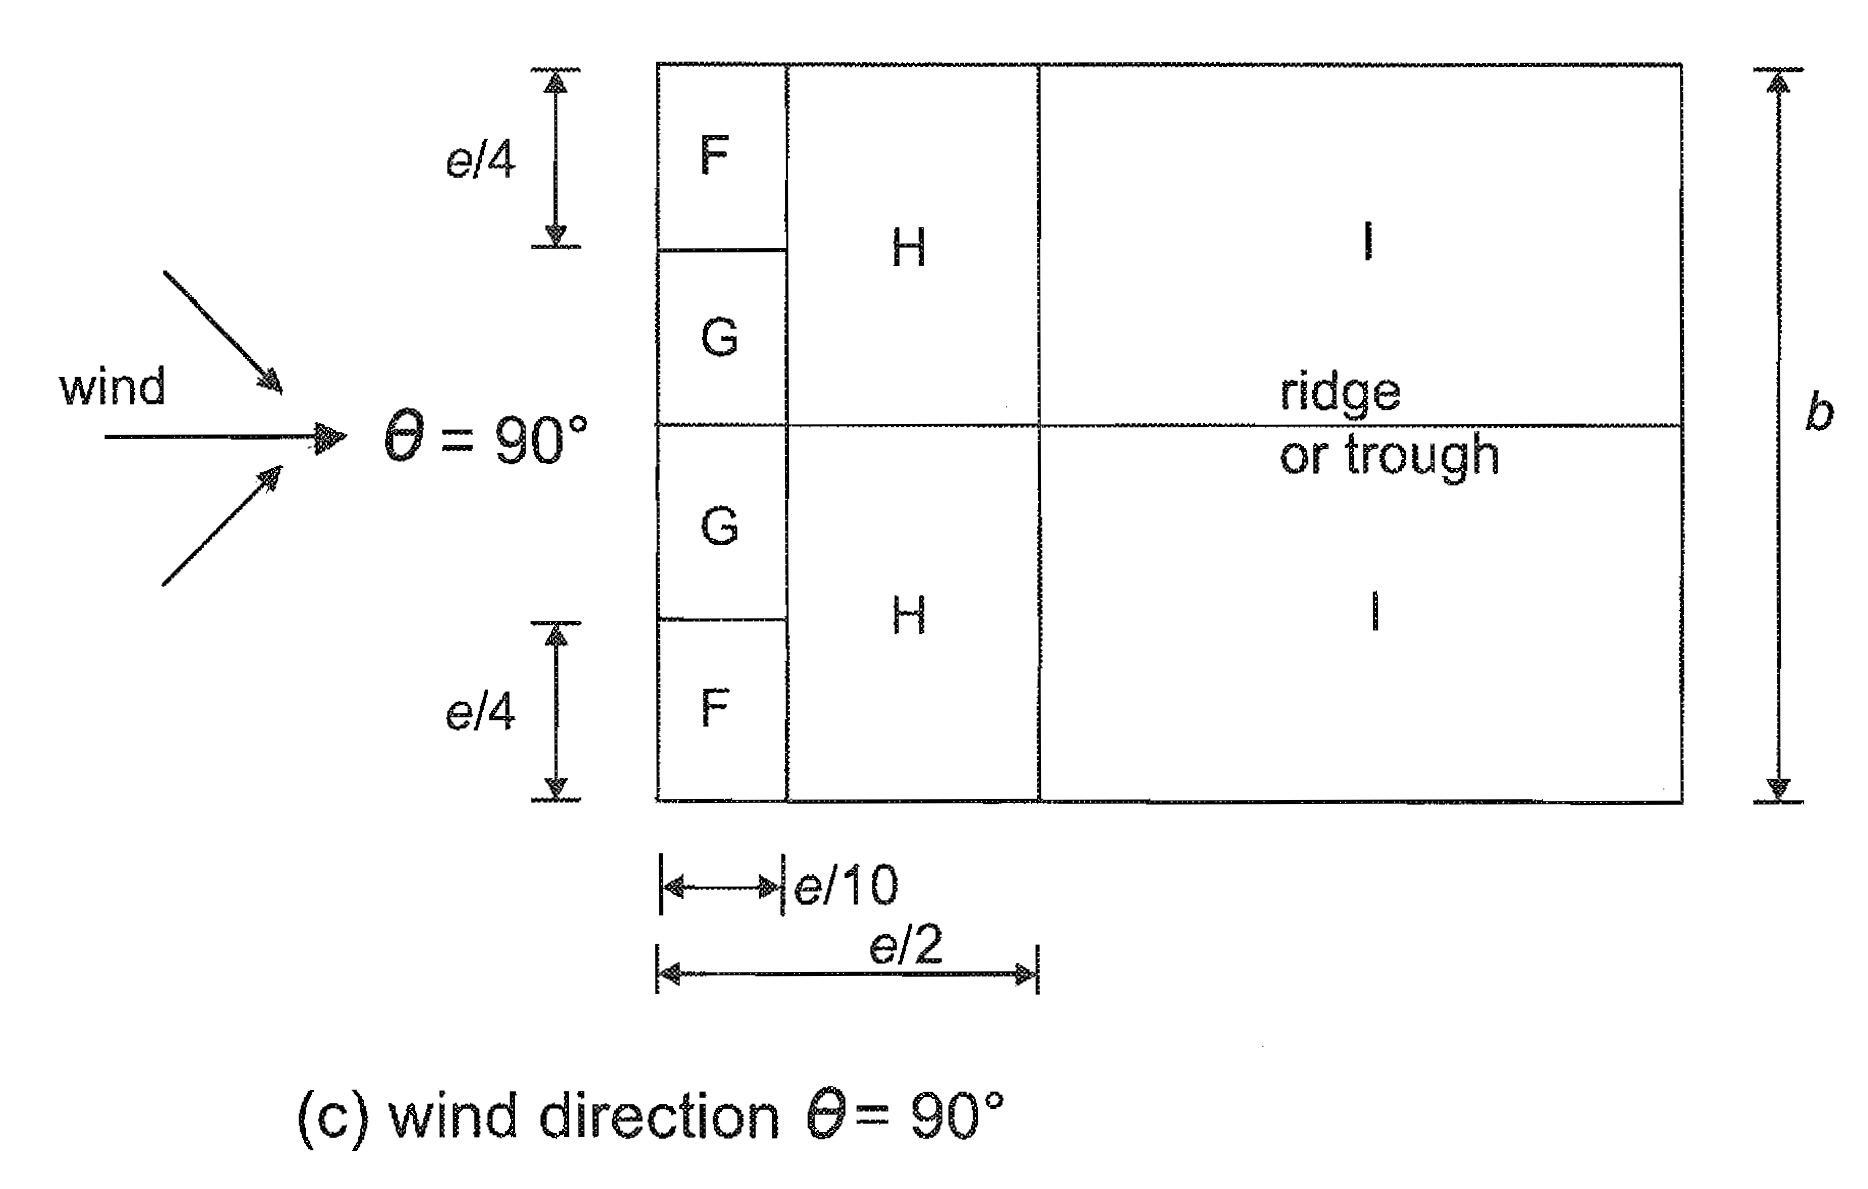 e/4
F
H
I
G
wind
θ = 90°
ridge
or trough
b
G
H
I
F
e/4
e/10
e/2
(c) wind direction θ = 90°